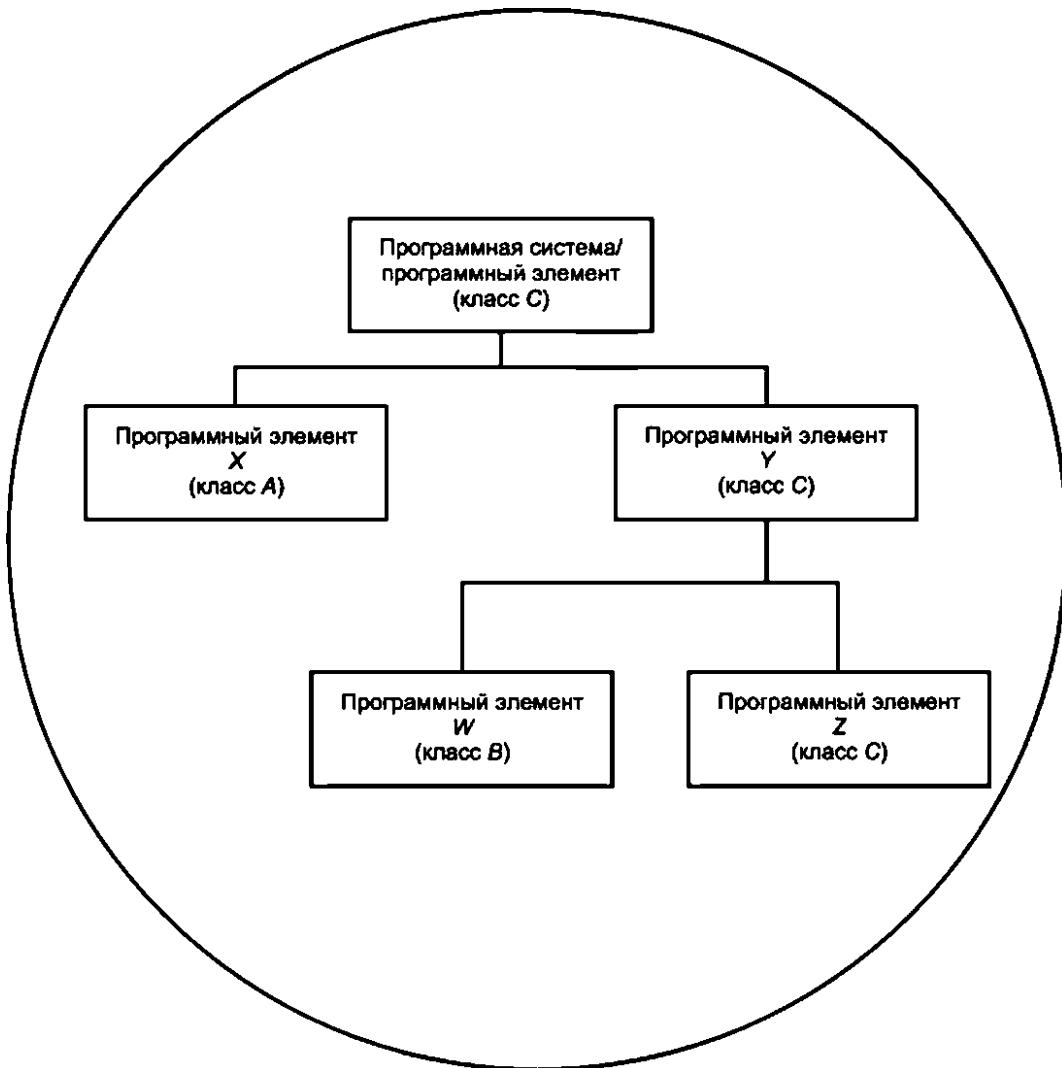 Программная система/
программный элемент
(класс C)
Программный элемент
X
(класс A)
Программный элемент
Y
(класс C)
Программный элемент
W
(класс B)
Программный элемент
Z
(класс C)